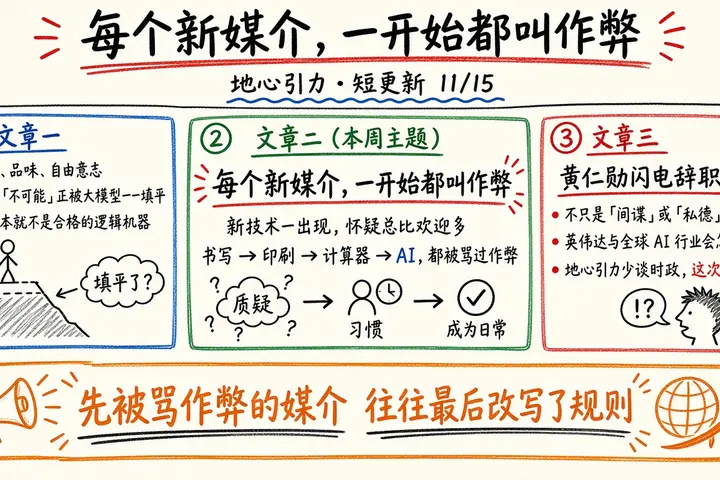 每个新媒介，一开始都叫作弊
地心引力·短更新 11/15
文章一
、品味、自由意志
「不可能」正被大模型一一填平
本就不是合格的逻辑机器
填平了？
② 文章二（本周主题）
每个新媒介，一开始都叫作弊
新技术一出现，怀疑总比欢迎多
书写 → 印刷 → 计算器 → AI，都被骂过作弊
? ? 质疑 ? ? ?
习惯
成为日常
③ 文章三
黄仁勋闪电辞职
• 不只是「间谍」或「私德」
• 英伟达与全球 AI 行业会怎
• 地心引力少谈时政，这次
!?
先被骂作弊的媒介 往往最后改写了规则